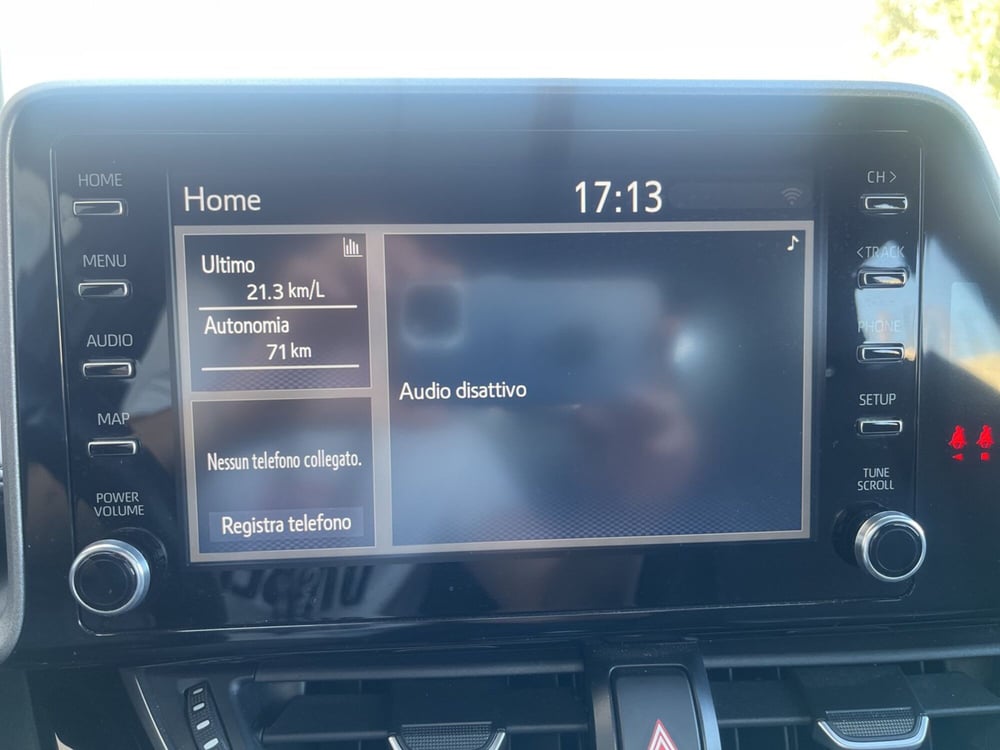 Home 17:13
Ultimo
21.3 km/L
Autonomia
71 km
Audio disattivo
Nessun telefono collegato.
Registra telefono
HOME
MENU
AUDIO
MAP
POWER
VOLUME
CH >
< TRACK
PHONE
SETUP
TUNE
SCROLL